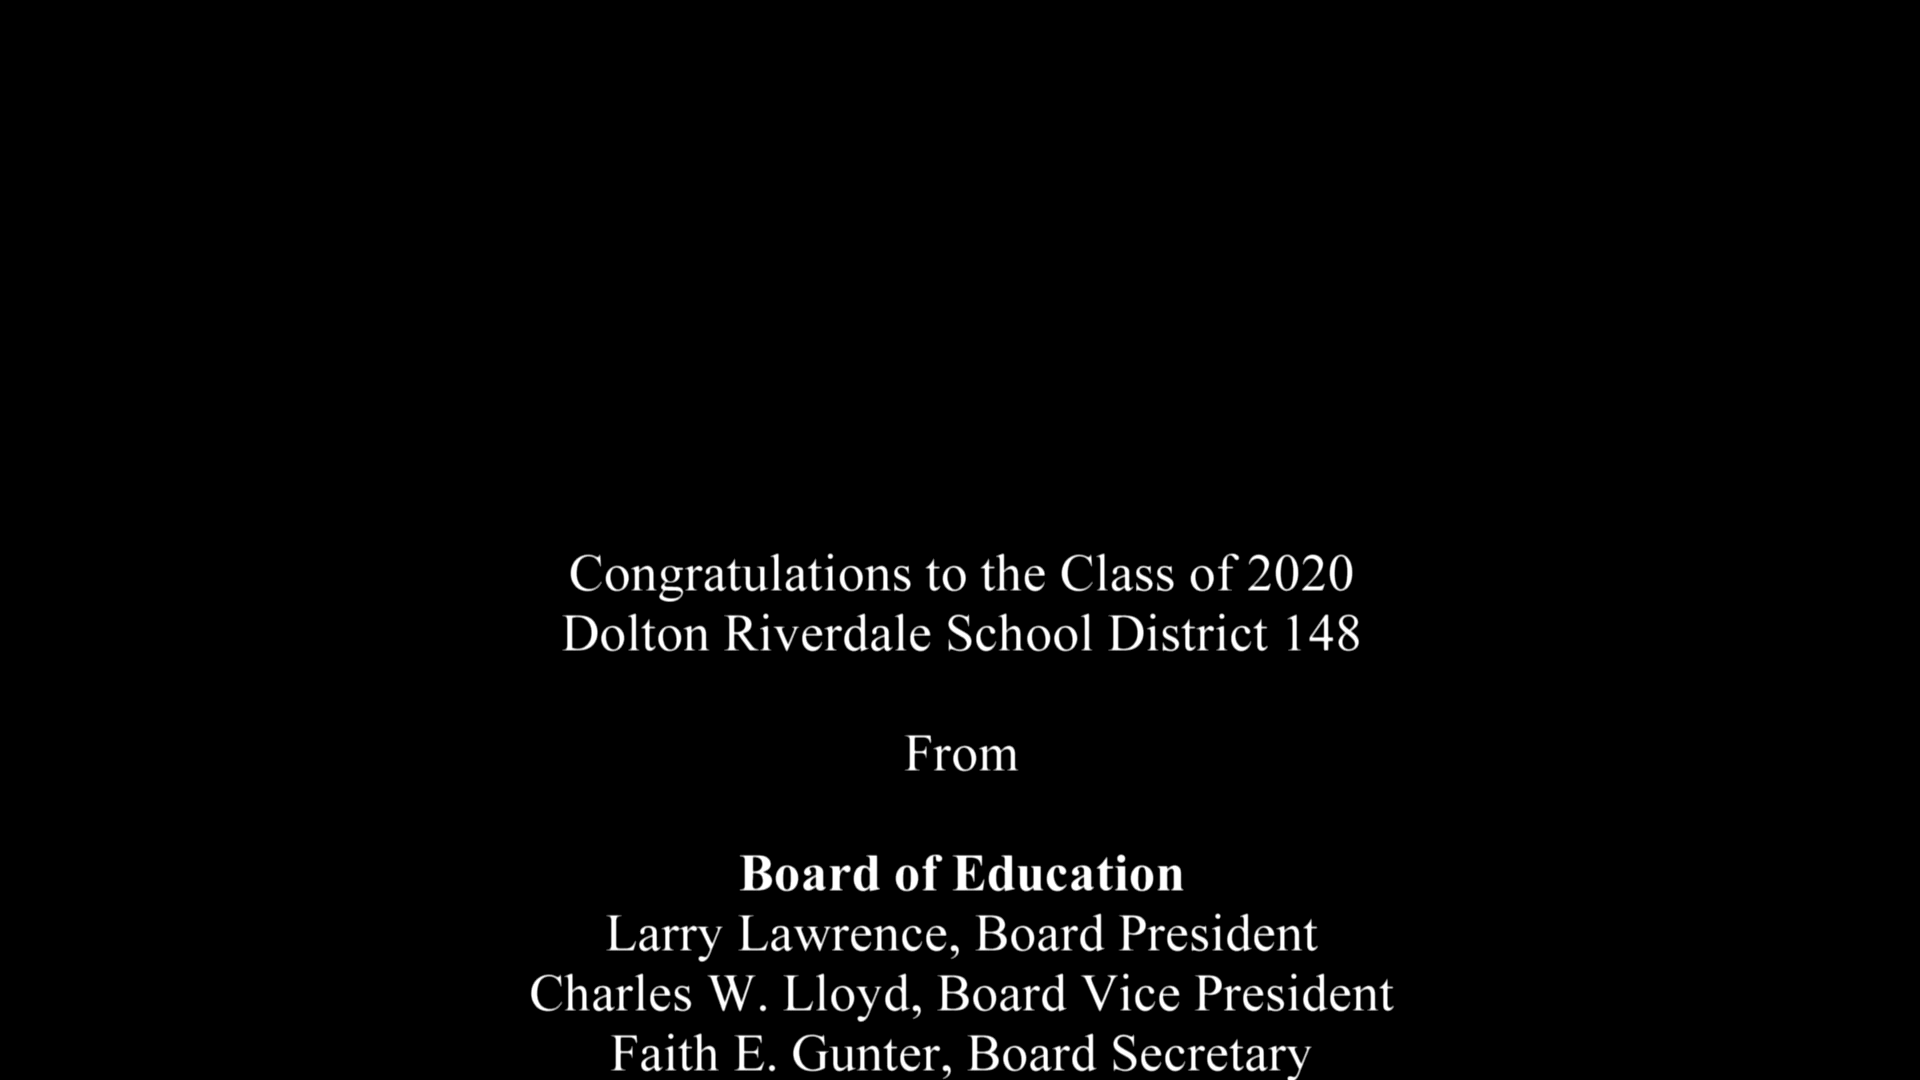 Congratulations to the Class of 2020
Dolton Riverdale School District 148
From
Board of Education
Larry Lawrence, Board President
Charles W. Lloyd, Board Vice President
Faith E. Gunter, Board Secretary